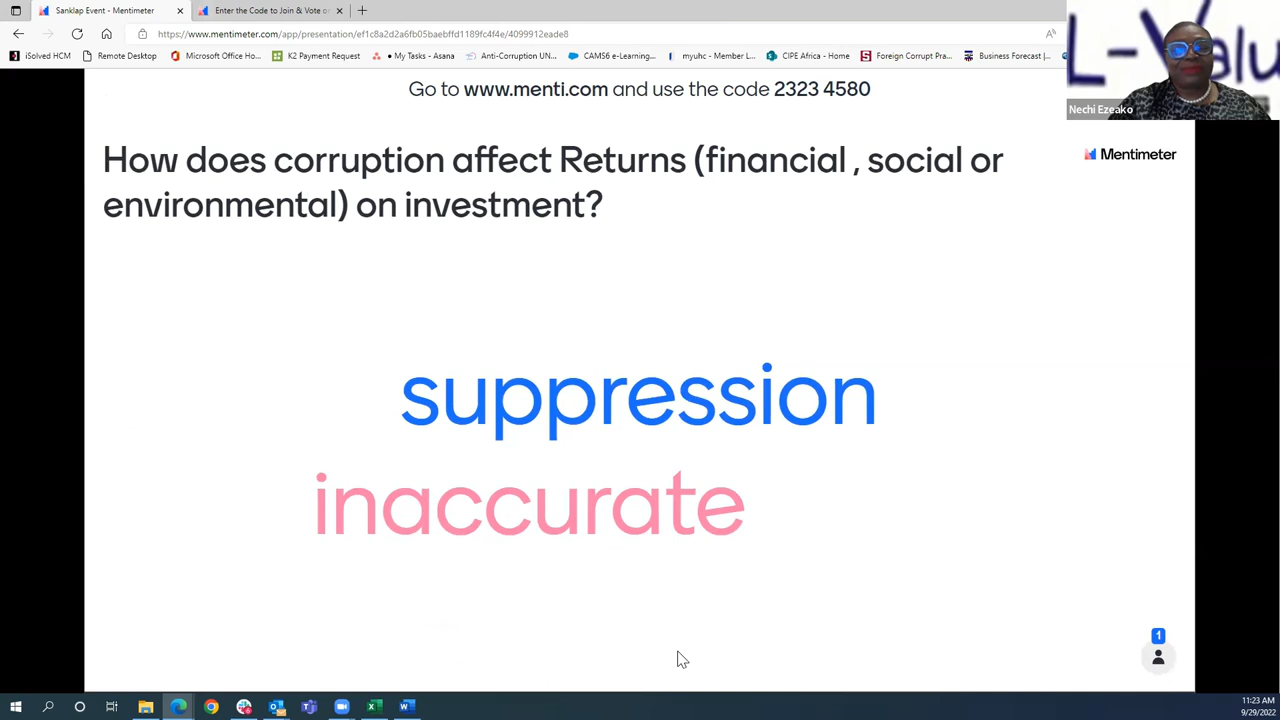 Sanklap Event - Mentimeter
Enter the Code to Join & Vote o
https://www.mentimeter.com/app/presentation/ef1c8a2d2a6fb05baebffd1189fc4f4e/4099912eade8
iSolved HCM
Remote Desktop
Microsoft Office Ho...
K2 Payment Request
My Tasks - Asana
Anti-Corruption UN...
CAMS6 e-Learning...
myuhc - Member L...
CIPE Africa - Home
Foreign Corrupt Pra...
Business Forecast |...
L-Valu
Nechi Ezeako
Go to www.menti.com and use the code 2323 4580
How does corruption affect Returns (financial , social or
environmental) on investment?
Mentimeter
suppression
inaccurate
1
11:23 AM
9/29/2022